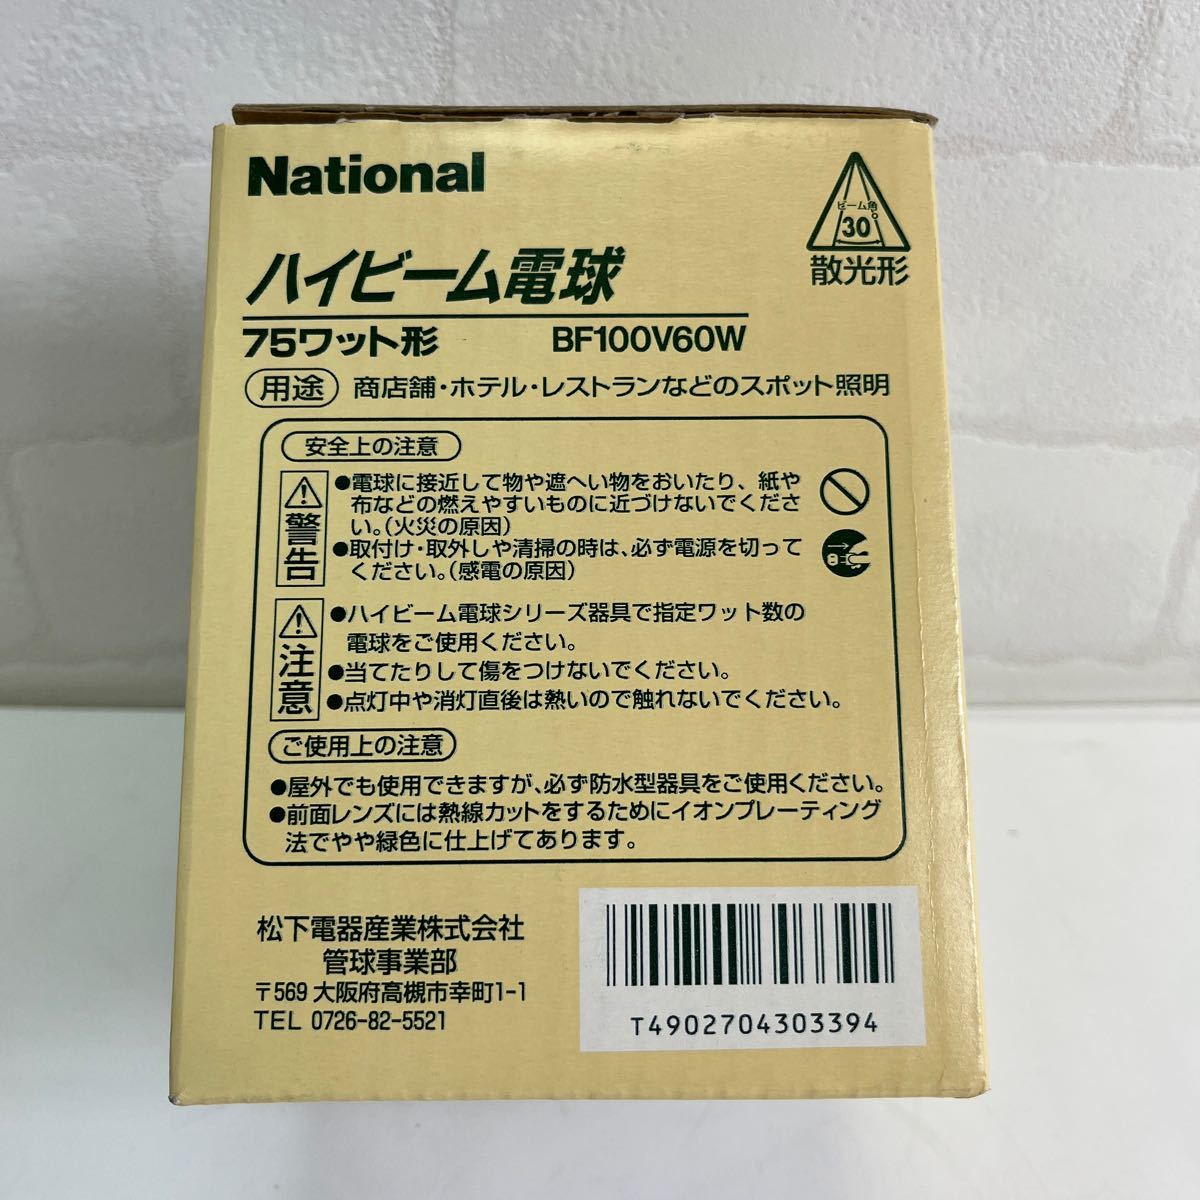 National
ビーム角
30°
散光形
ハイビーム電球
75ワット形 BF100V60W
用途 商店舗・ホテル・レストランなどのスポット照明
安全上の注意
警告
●電球に接近して物や遮へい物をおいたり、紙や
布などの燃えやすいものに近づけないでくださ
い。(火災の原因)
●取付け・取外しや清掃の時は、必ず電源を切って
ください。(感電の原因)
注意
●ハイビーム電球シリーズ器具で指定ワット数の
電球をご使用ください。
●当てたりして傷をつけないでください。
●点灯中や消灯直後は熱いので触れないでください。
ご使用上の注意
●屋外でも使用できますが、必ず防水型器具をご使用ください。
●前面レンズには熱線カットをするためにイオンプレーティング
法でやや緑色に仕上げてあります。
松下電器産業株式会社
管球事業部
〒569 大阪府高槻市幸町1-1
TEL 0726-82-5521
T4902704303394